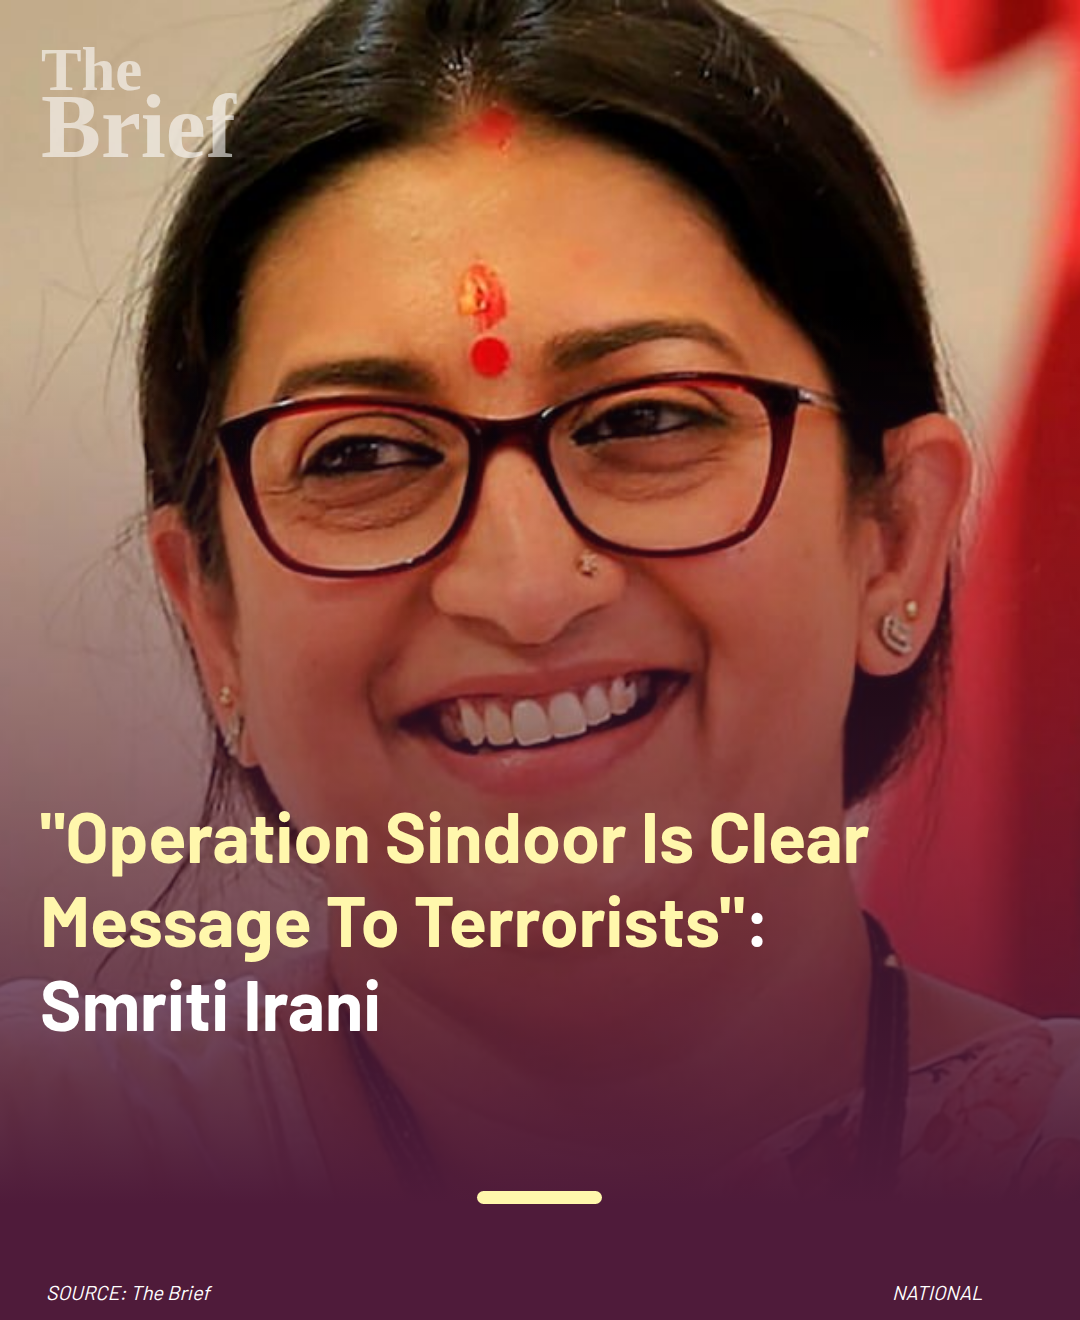 The
Brief
"Operation Sindoor Is Clear
Message To Terrorists":
Smriti Irani
SOURCE: The Brief
NATIONAL